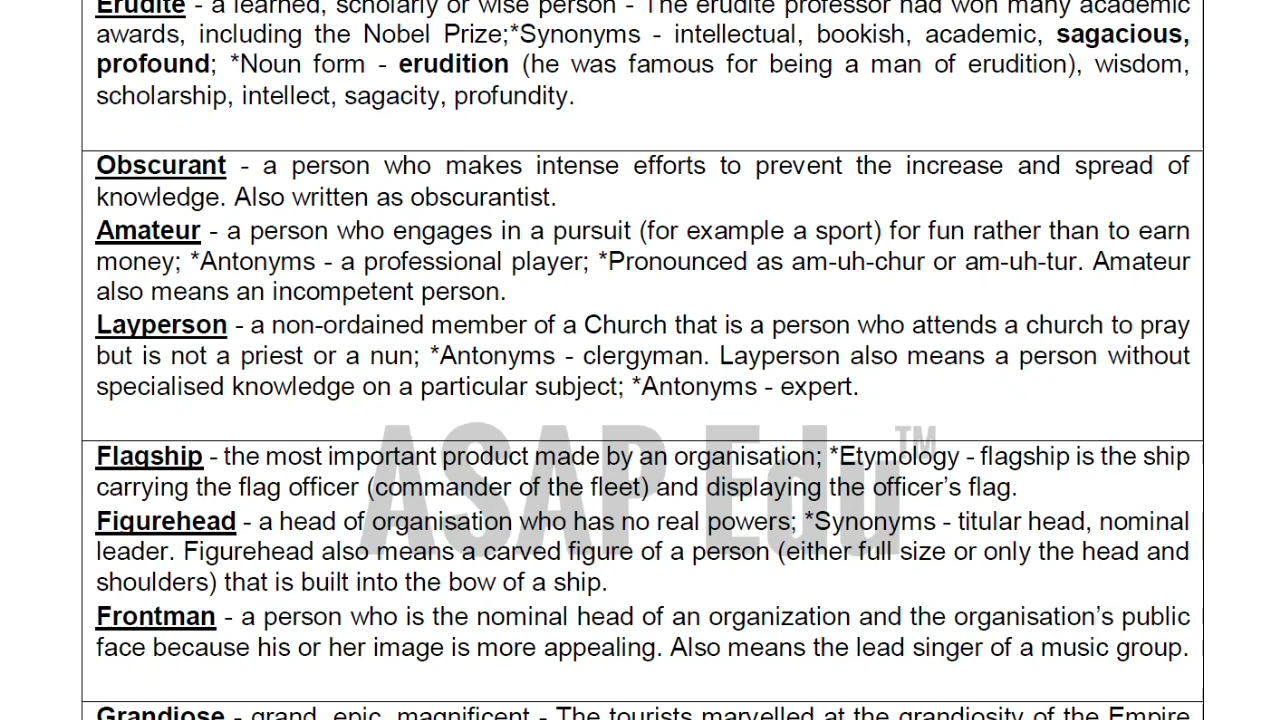 Erudite - a learned, scholarly or wise person - The erudite professor had won many academic
awards, including the Nobel Prize;*Synonyms - intellectual, bookish, academic, sagacious,
profound; *Noun form - erudition (he was famous for being a man of erudition), wisdom,
scholarship, intellect, sagacity, profundity.
Obscurant - a person who makes intense efforts to prevent the increase and spread of
knowledge. Also written as obscurantist.
Amateur - a person who engages in a pursuit (for example a sport) for fun rather than to earn
money; *Antonyms - a professional player; *Pronounced as am-uh-chur or am-uh-tur. Amateur
also means an incompetent person.
Layperson - a non-ordained member of a Church that is a person who attends a church to pray
but is not a priest or a nun; *Antonyms - clergyman. Layperson also means a person without
specialised knowledge on a particular subject; *Antonyms - expert.
ASAP Edu™
Flagship - the most important product made by an organisation; *Etymology - flagship is the ship
carrying the flag officer (commander of the fleet) and displaying the officer’s flag.
Figurehead - a head of organisation who has no real powers; *Synonyms - titular head, nominal
leader. Figurehead also means a carved figure of a person (either full size or only the head and
shoulders) that is built into the bow of a ship.
Frontman - a person who is the nominal head of an organization and the organisation’s public
face because his or her image is more appealing. Also means the lead singer of a music group.
Grandiose - grand, epic, magnificent - The tourists marvelled at the grandiosity of the Empire